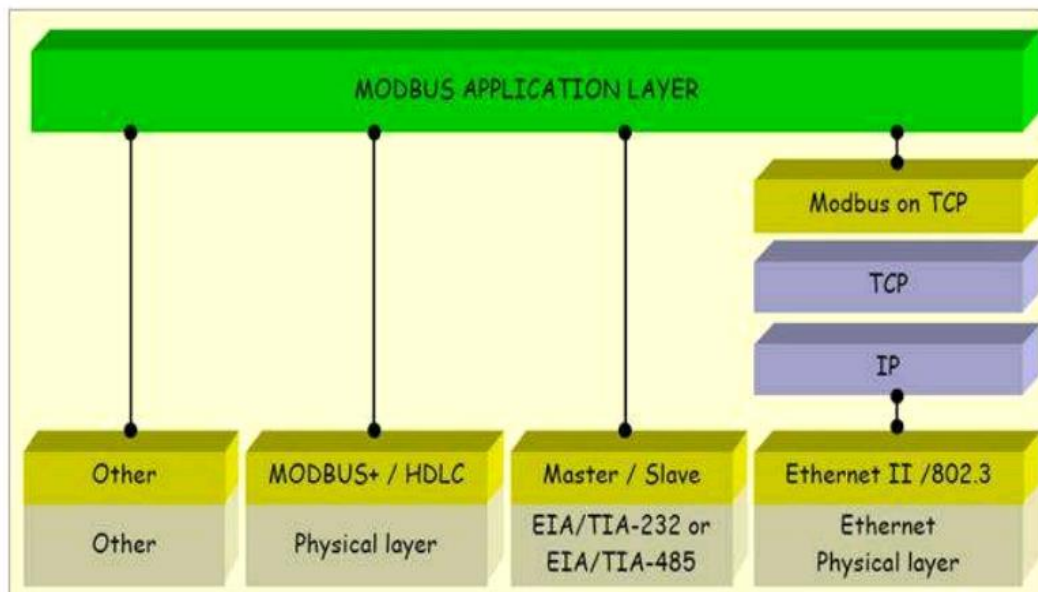 MODBUS APPLICATION LAYER
Modbus on TCP
TCP
IP
Other
MODBUS+ / HDLC
Master / Slave
Ethernet II /802.3
Other
Physical layer
EIA/TIA-232 or
EIA/TIA-485
Ethernet
Physical layer